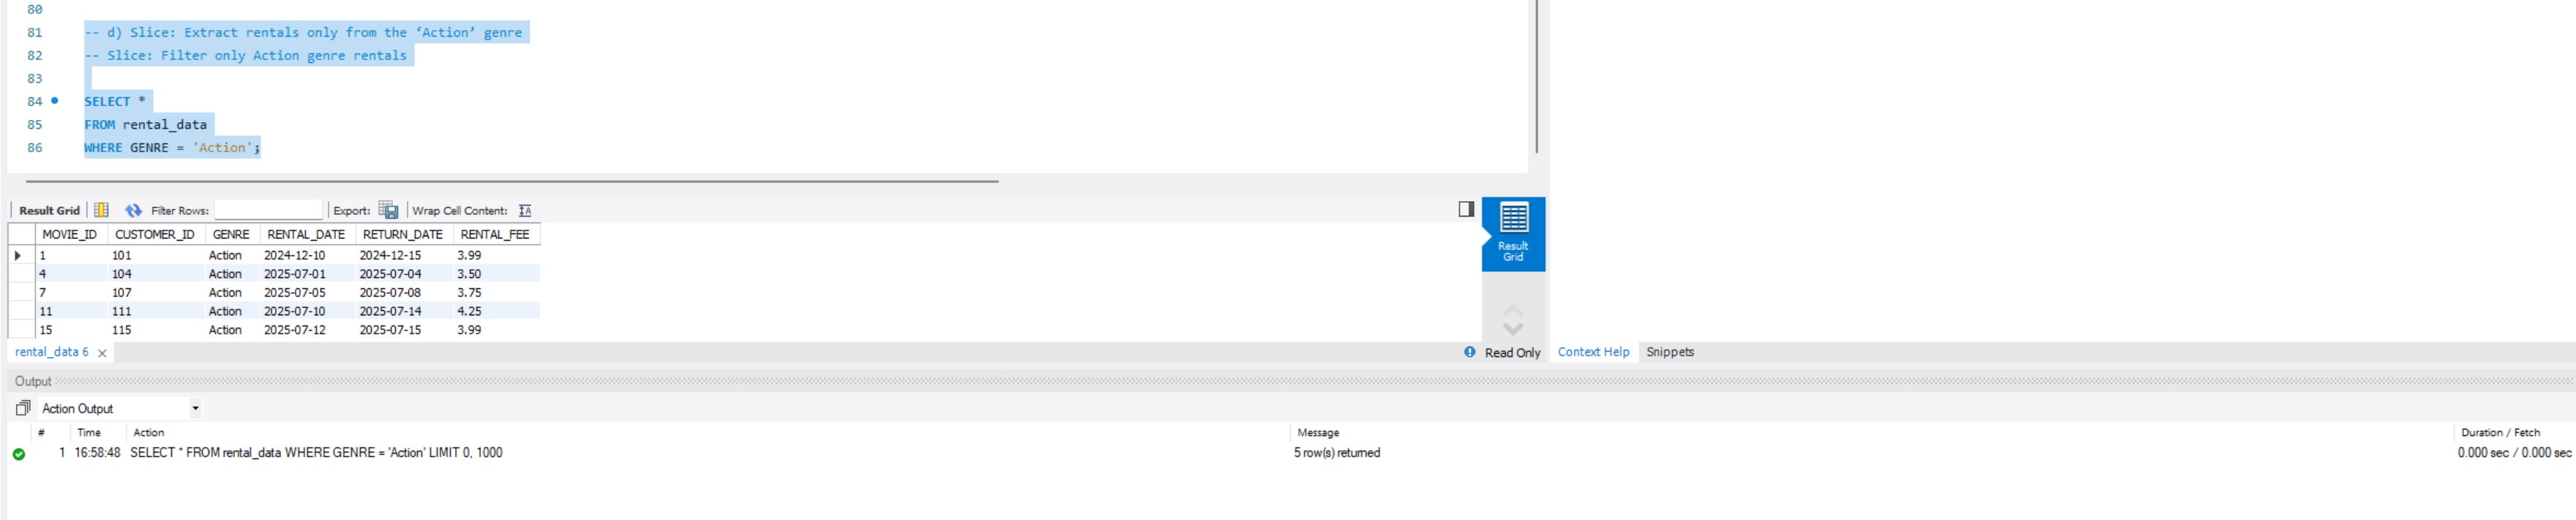 80
81 -- d) Slice: Extract rentals only from the ‘Action’ genre
82 -- Slice: Filter only Action genre rentals
83
84 SELECT *
85 FROM rental_data
86 WHERE GENRE = 'Action';
Result Grid Filter Rows: Export: Wrap Cell Content:
MOVIE_ID CUSTOMER_ID GENRE RENTAL_DATE RETURN_DATE RENTAL_FEE
1 101 Action 2024-12-10 2024-12-15 3.99
4 104 Action 2025-07-01 2025-07-04 3.50
7 107 Action 2025-07-05 2025-07-08 3.75
11 111 Action 2025-07-10 2025-07-14 4.25
15 115 Action 2025-07-12 2025-07-15 3.99
Result
Grid
rental_data 6
Read Only
Context Help Snippets
Output
Action Output
# Time Action Message Duration / Fetch
1 16:58:48 SELECT * FROM rental_data WHERE GENRE = 'Action' LIMIT 0, 1000 5 row(s) returned 0.000 sec / 0.000 sec